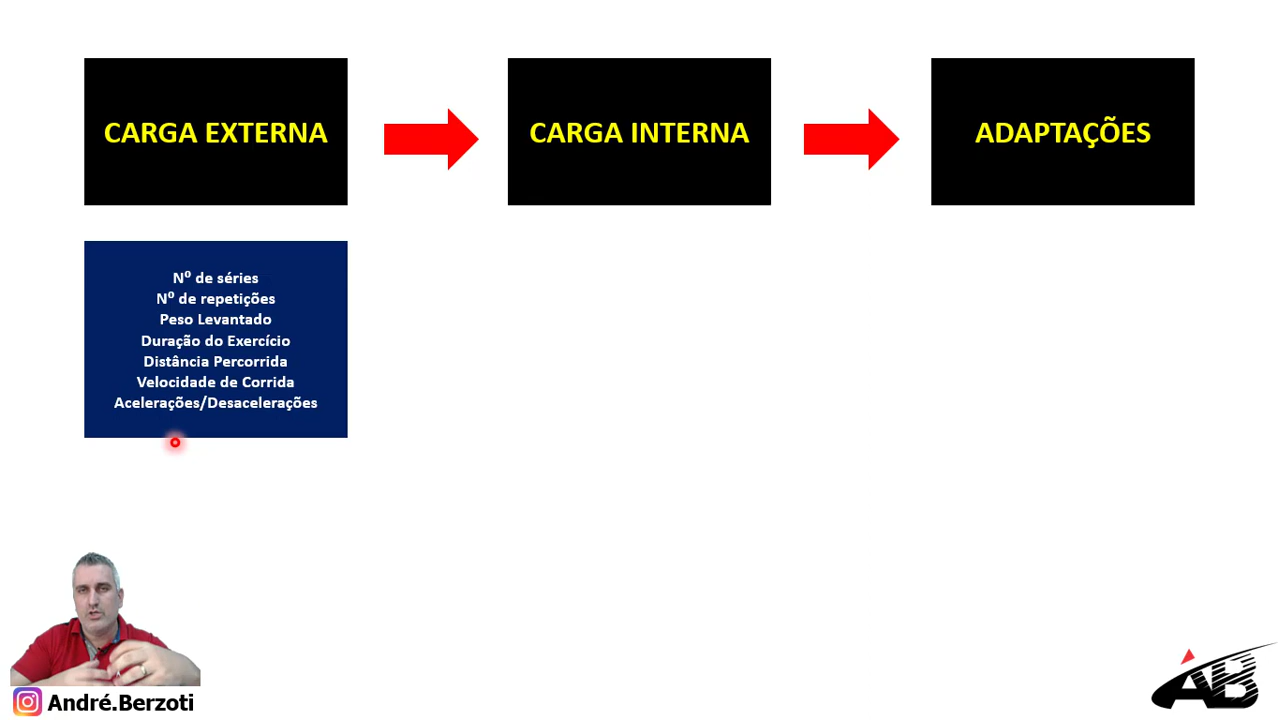 CARGA EXTERNA
CARGA INTERNA
ADAPTAÇÕES
Nº de séries
Nº de repetições
Peso Levantado
Duração do Exercício
Distância Percorrida
Velocidade de Corrida
Acelerações/Desacelerações
André.Berzoti
AB